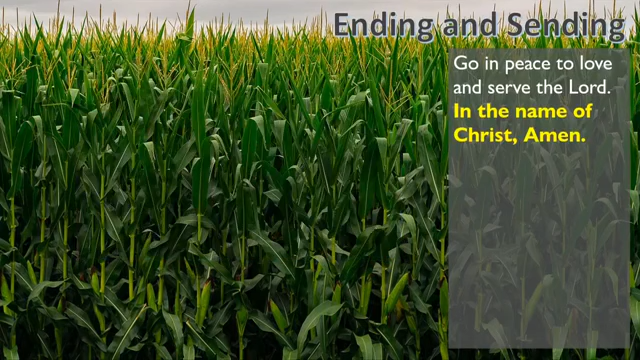 Ending and Sending
Go in peace to love
and serve the Lord.
In the name of
Christ, Amen.